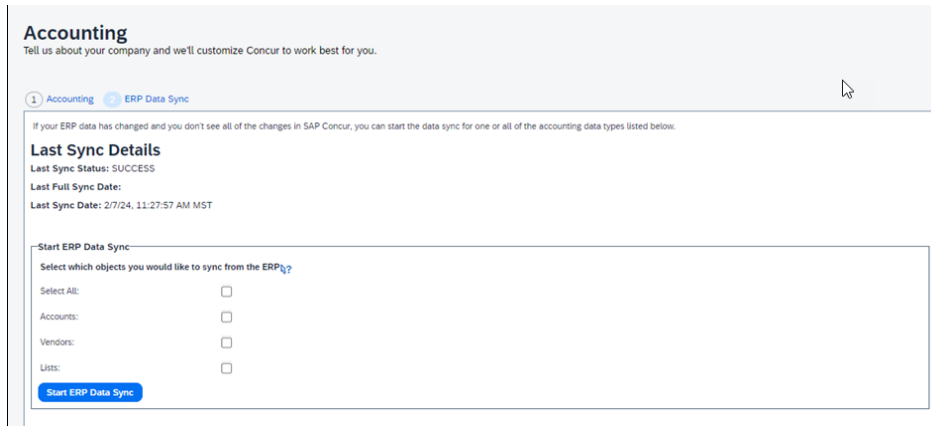 Accounting
Tell us about your company and we'll customize Concur to work best for you.
1 Accounting 2 ERP Data Sync
If your ERP data has changed and you don't see all of the changes in SAP Concur, you can start the data sync for one or all of the accounting data types listed below.
Last Sync Details
Last Sync Status: SUCCESS
Last Full Sync Date:
Last Sync Date: 2/7/24, 11:27:57 AM MST
Start ERP Data Sync
Select which objects you would like to sync from the ERP ?
Select All:
Accounts:
Vendors:
Lists:
Start ERP Data Sync